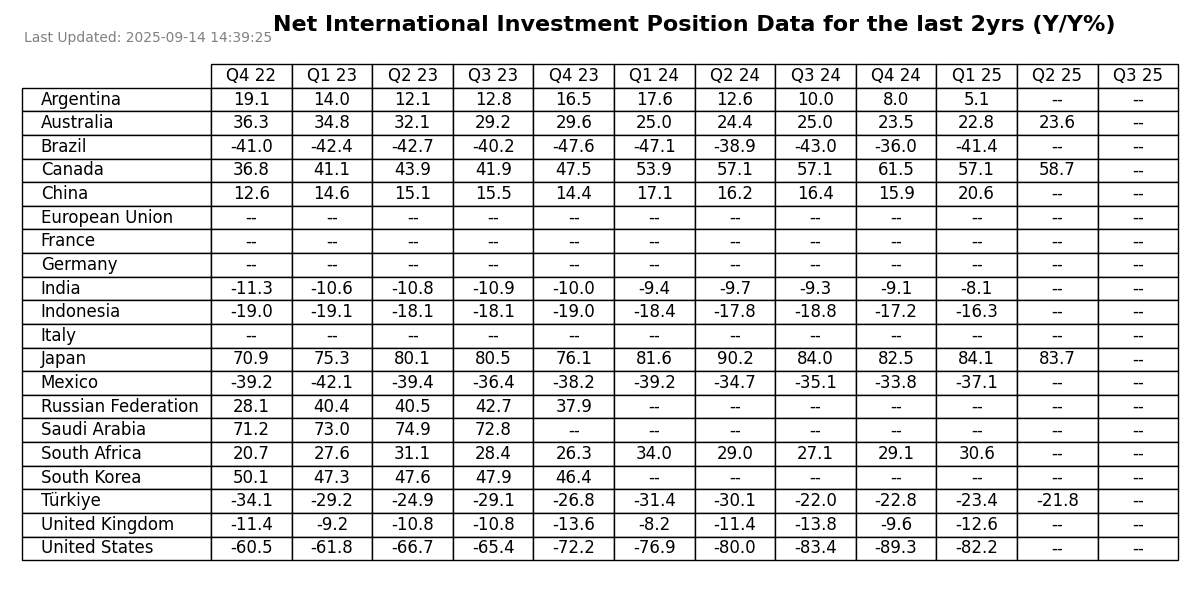 Net International Investment Position Data for the last 2yrs (Y/Y%)
Last Updated: 2025-09-14 14:39:25
Q4 22 Q1 23 Q2 23 Q3 23 Q4 23 Q1 24 Q2 24 Q3 24 Q4 24 Q1 25 Q2 25 Q3 25
Argentina 19.1 14.0 12.1 12.8 16.5 17.6 12.6 10.0 8.0 5.1 -- --
Australia 36.3 34.8 32.1 29.2 29.6 25.0 24.4 25.0 23.5 22.8 23.6 --
Brazil -41.0 -42.4 -42.7 -40.2 -47.6 -47.1 -38.9 -43.0 -36.0 -41.4 -- --
Canada 36.8 41.1 43.9 41.9 47.5 53.9 57.1 57.1 61.5 57.1 58.7 --
China 12.6 14.6 15.1 15.5 14.4 17.1 16.2 16.4 15.9 20.6 -- --
European Union -- -- -- -- -- -- -- -- -- -- -- --
France -- -- -- -- -- -- -- -- -- -- -- --
Germany -- -- -- -- -- -- -- -- -- -- -- --
India -11.3 -10.6 -10.8 -10.9 -10.0 -9.4 -9.7 -9.3 -9.1 -8.1 -- --
Indonesia -19.0 -19.1 -18.1 -18.1 -19.0 -18.4 -17.8 -18.8 -17.2 -16.3 -- --
Italy -- -- -- -- -- -- -- -- -- -- -- --
Japan 70.9 75.3 80.1 80.5 76.1 81.6 90.2 84.0 82.5 84.1 83.7 --
Mexico -39.2 -42.1 -39.4 -36.4 -38.2 -39.2 -34.7 -35.1 -33.8 -37.1 -- --
Russian Federation 28.1 40.4 40.5 42.7 37.9 -- -- -- -- -- -- --
Saudi Arabia 71.2 73.0 74.9 72.8 -- -- -- -- -- -- -- --
South Africa 20.7 27.6 31.1 28.4 26.3 34.0 29.0 27.1 29.1 30.6 -- --
South Korea 50.1 47.3 47.6 47.9 46.4 -- -- -- -- -- -- --
Türkiye -34.1 -29.2 -24.9 -29.1 -26.8 -31.4 -30.1 -22.0 -22.8 -23.4 -21.8 --
United Kingdom -11.4 -9.2 -10.8 -10.8 -13.6 -8.2 -11.4 -13.8 -9.6 -12.6 -- --
United States -60.5 -61.8 -66.7 -65.4 -72.2 -76.9 -80.0 -83.4 -89.3 -82.2 -- --